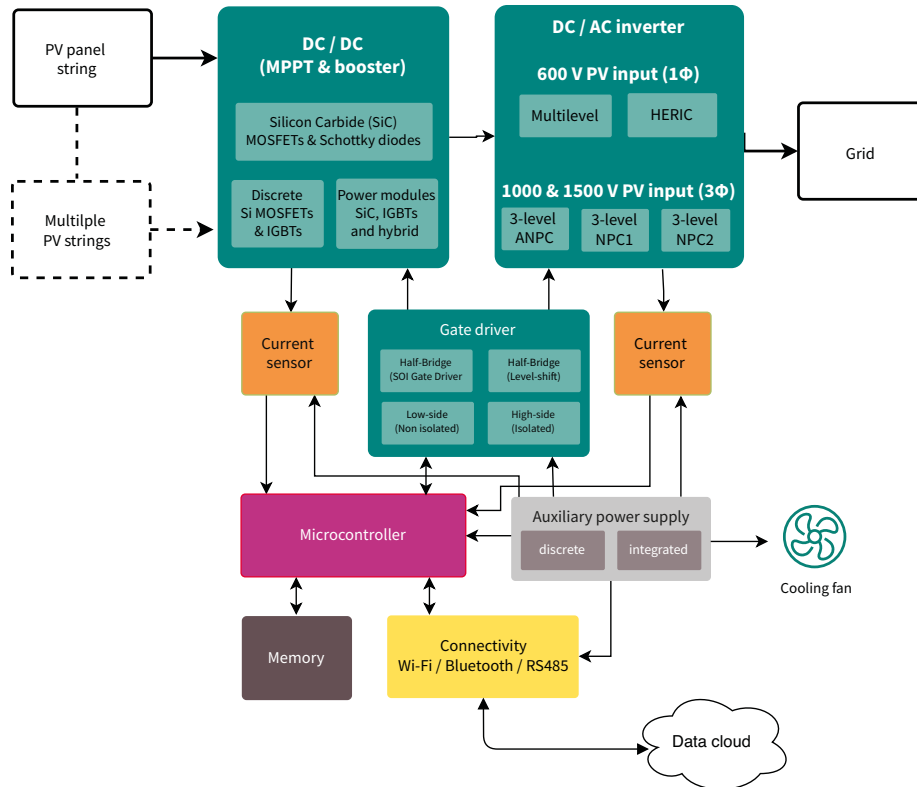 PV panel
string
DC / DC
(MPPT & booster)
Silicon Carbide (SiC)
MOSFETs & Schottky diodes
Discrete
Si MOSFETs
& IGBTs
Power modules
SiC, IGBTs
and hybrid
DC / AC inverter
600 V PV input (1Φ)
Multilevel
HERIC
1000 & 1500 V PV input (3Φ)
3-level
ANPC
3-level
NPC1
3-level
NPC2
Grid
Multilple
PV strings
Current
sensor
Gate driver
Half-Bridge
(SOI Gate Driver
Half-Bridge
(Level-shift)
Low-side
(Non isolated)
High-side
(Isolated)
Current
sensor
Microcontroller
Auxiliary power supply
discrete
integrated
Cooling fan
Memory
Connectivity
Wi-Fi / Bluetooth / RS485
Data cloud